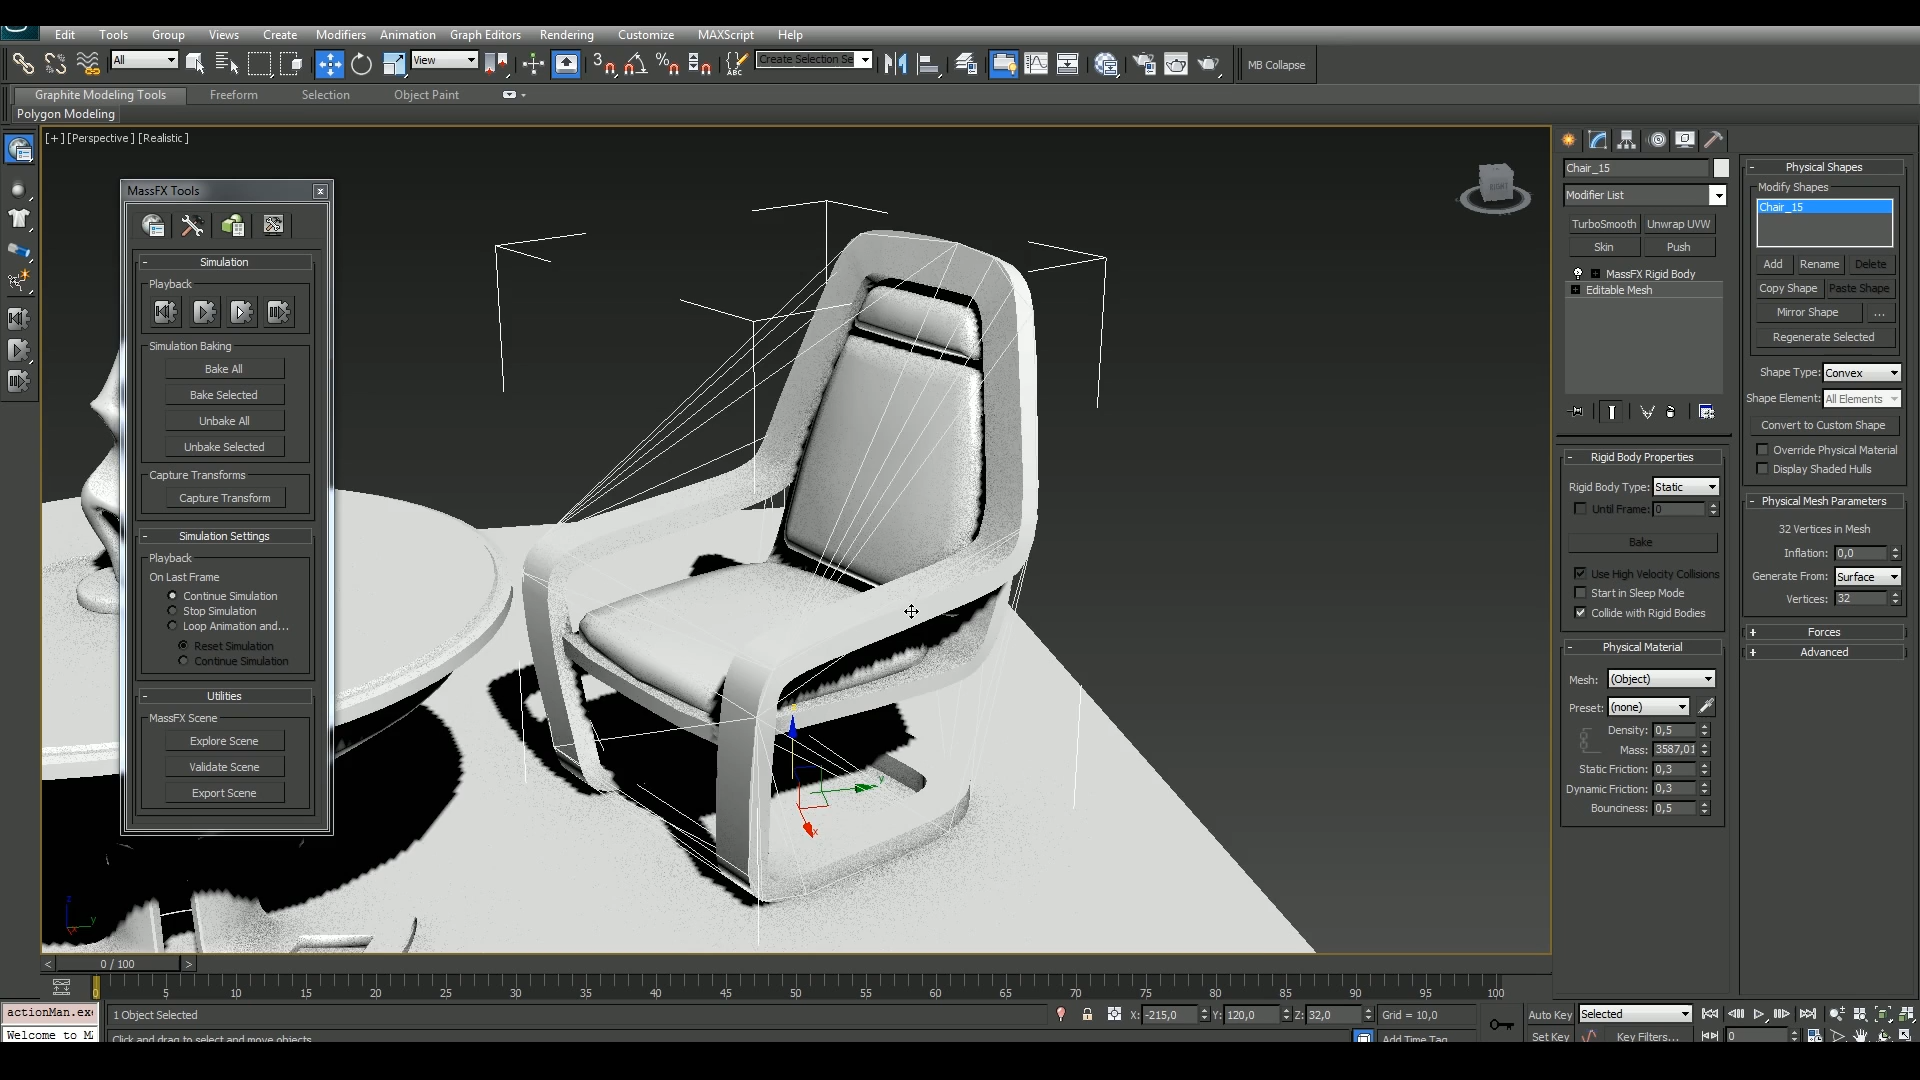 Edit Tools Group Views Create Modifiers Animation Graph Editors Rendering Customize MAXScript Help
All View Create Selection Se MB Collapse
Graphite Modeling Tools Freeform Selection Object Paint
Polygon Modeling
[+][Perspective][Realistic]
MassFX Tools
Simulation
Playback
Simulation Baking
Bake All
Bake Selected
Unbake All
Unbake Selected
Capture Transforms
Capture Transform
Simulation Settings
Playback
On Last Frame
Continue Simulation
Stop Simulation
Loop Animation and...
Reset Simulation
Continue Simulation
Utilities
MassFX Scene
Explore Scene
Validate Scene
Export Scene
RIGHT
z
y
x
z
y
x
Chair_15
Modifier List
TurboSmooth Unwrap UVW
Skin Push
MassFX Rigid Body
Editable Mesh
Rigid Body Properties
Rigid Body Type: Static
Until Frame: 0
Bake
Use High Velocity Collisions
Start in Sleep Mode
Collide with Rigid Bodies
Physical Material
Mesh: (Object)
Preset: (none)
Density: 0,5
Mass: 3587,01
Static Friction: 0,3
Dynamic Friction: 0,3
Bounciness: 0,5
Physical Shapes
Modify Shapes
Chair_15
Add Rename Delete
Copy Shape Paste Shape
Mirror Shape ...
Regenerate Selected
Shape Type: Convex
Shape Element: All Elements
Convert to Custom Shape
Override Physical Material
Display Shaded Hulls
Physical Mesh Parameters
32 Vertices in Mesh
Inflation: 0,0
Generate From: Surface
Vertices: 32
Forces
Advanced
< 0 / 100 >
0 5 10 15 20 25 30 35 40 45 50 55 60 65 70 75 80 85 90 95 100
actionMan.exe 1 Object Selected X: -215,0 Y: 120,0 Z: 32,0 Grid = 10,0 Auto Key Selected
Welcome to Click and drag to select and move objects Add Time Tag Set Key Key Filters... 0